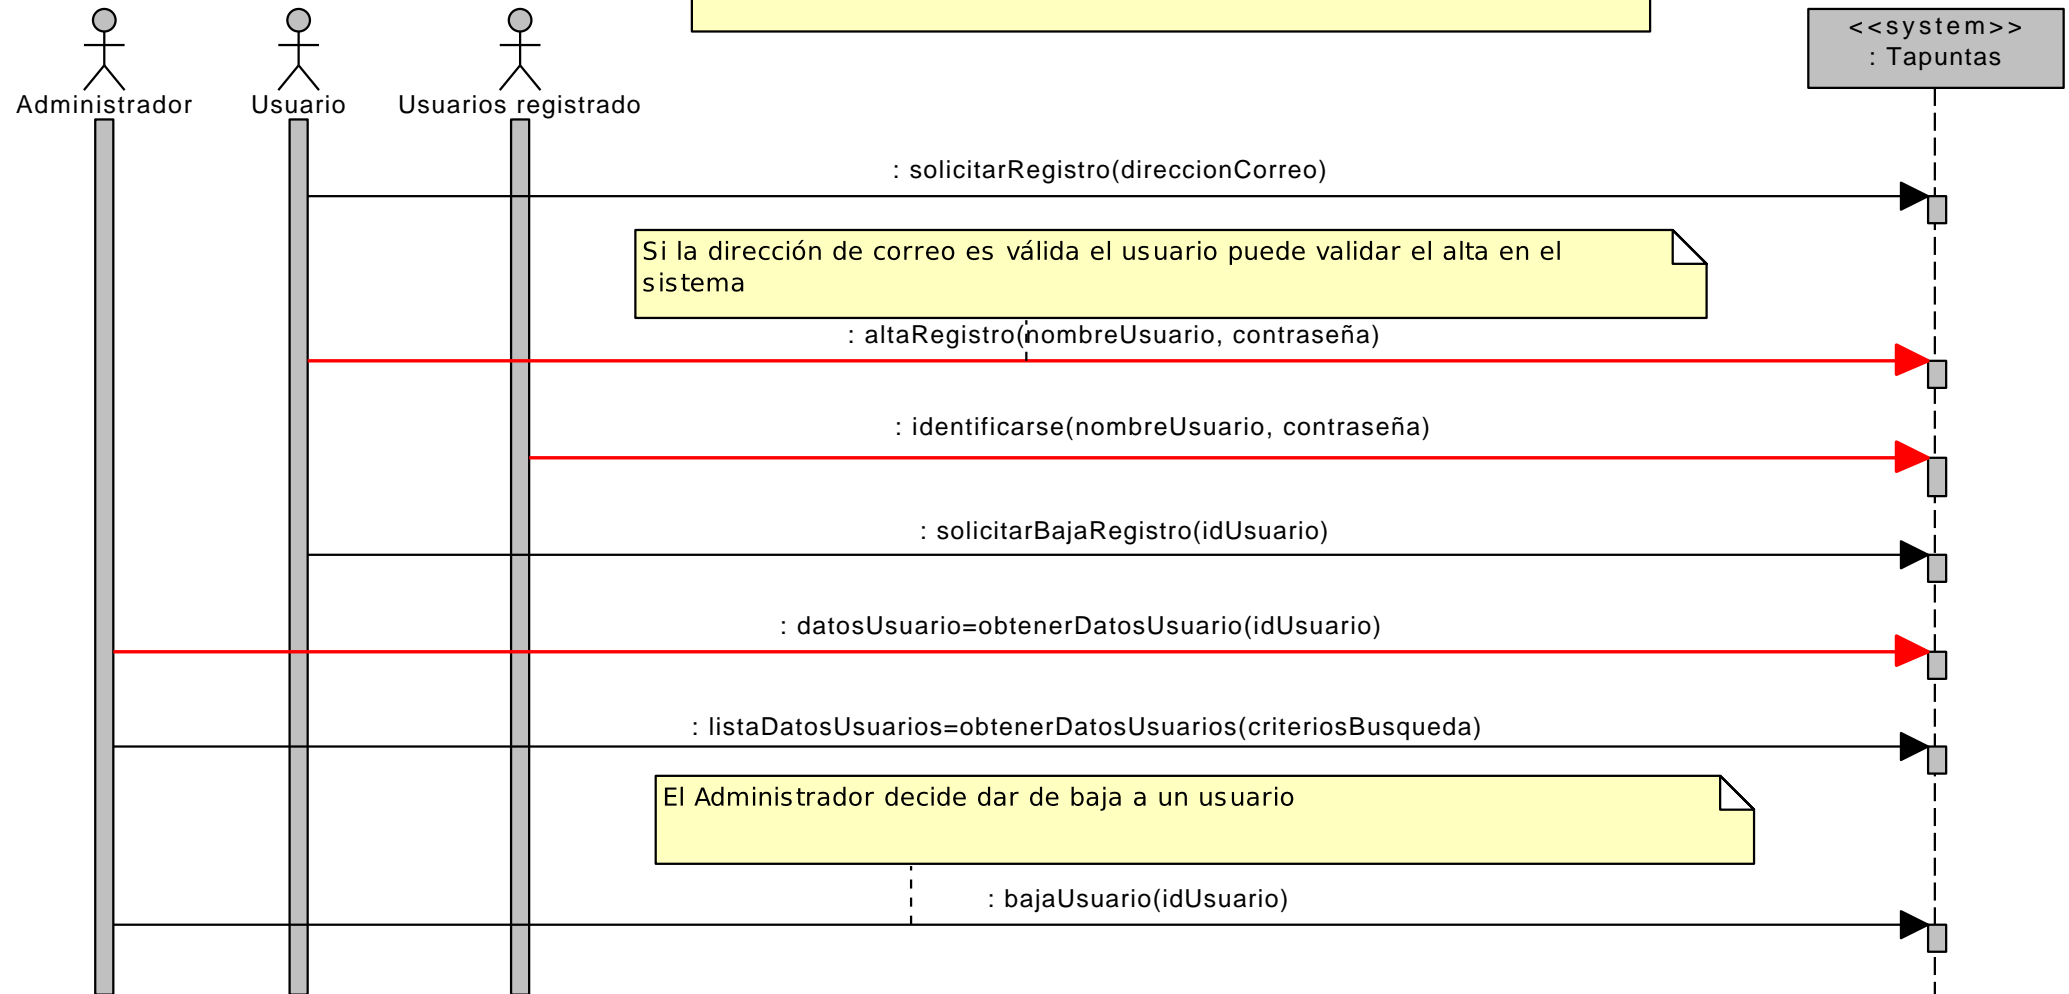 <<system>>
: Tapuntas
Administrador
Usuario
Usuarios registrado
: solicitarRegistro(direccionCorreo)
Si la dirección de correo es válida el usuario puede validar el alta en el
sistema
: altaRegistro(nombreUsuario, contraseña)
: identificarse(nombreUsuario, contraseña)
: solicitarBajaRegistro(idUsuario)
: datosUsuario=obtenerDatosUsuario(idUsuario)
: listaDatosUsuarios=obtenerDatosUsuarios(criteriosBusqueda)
El Administrador decide dar de baja a un usuario
: bajaUsuario(idUsuario)